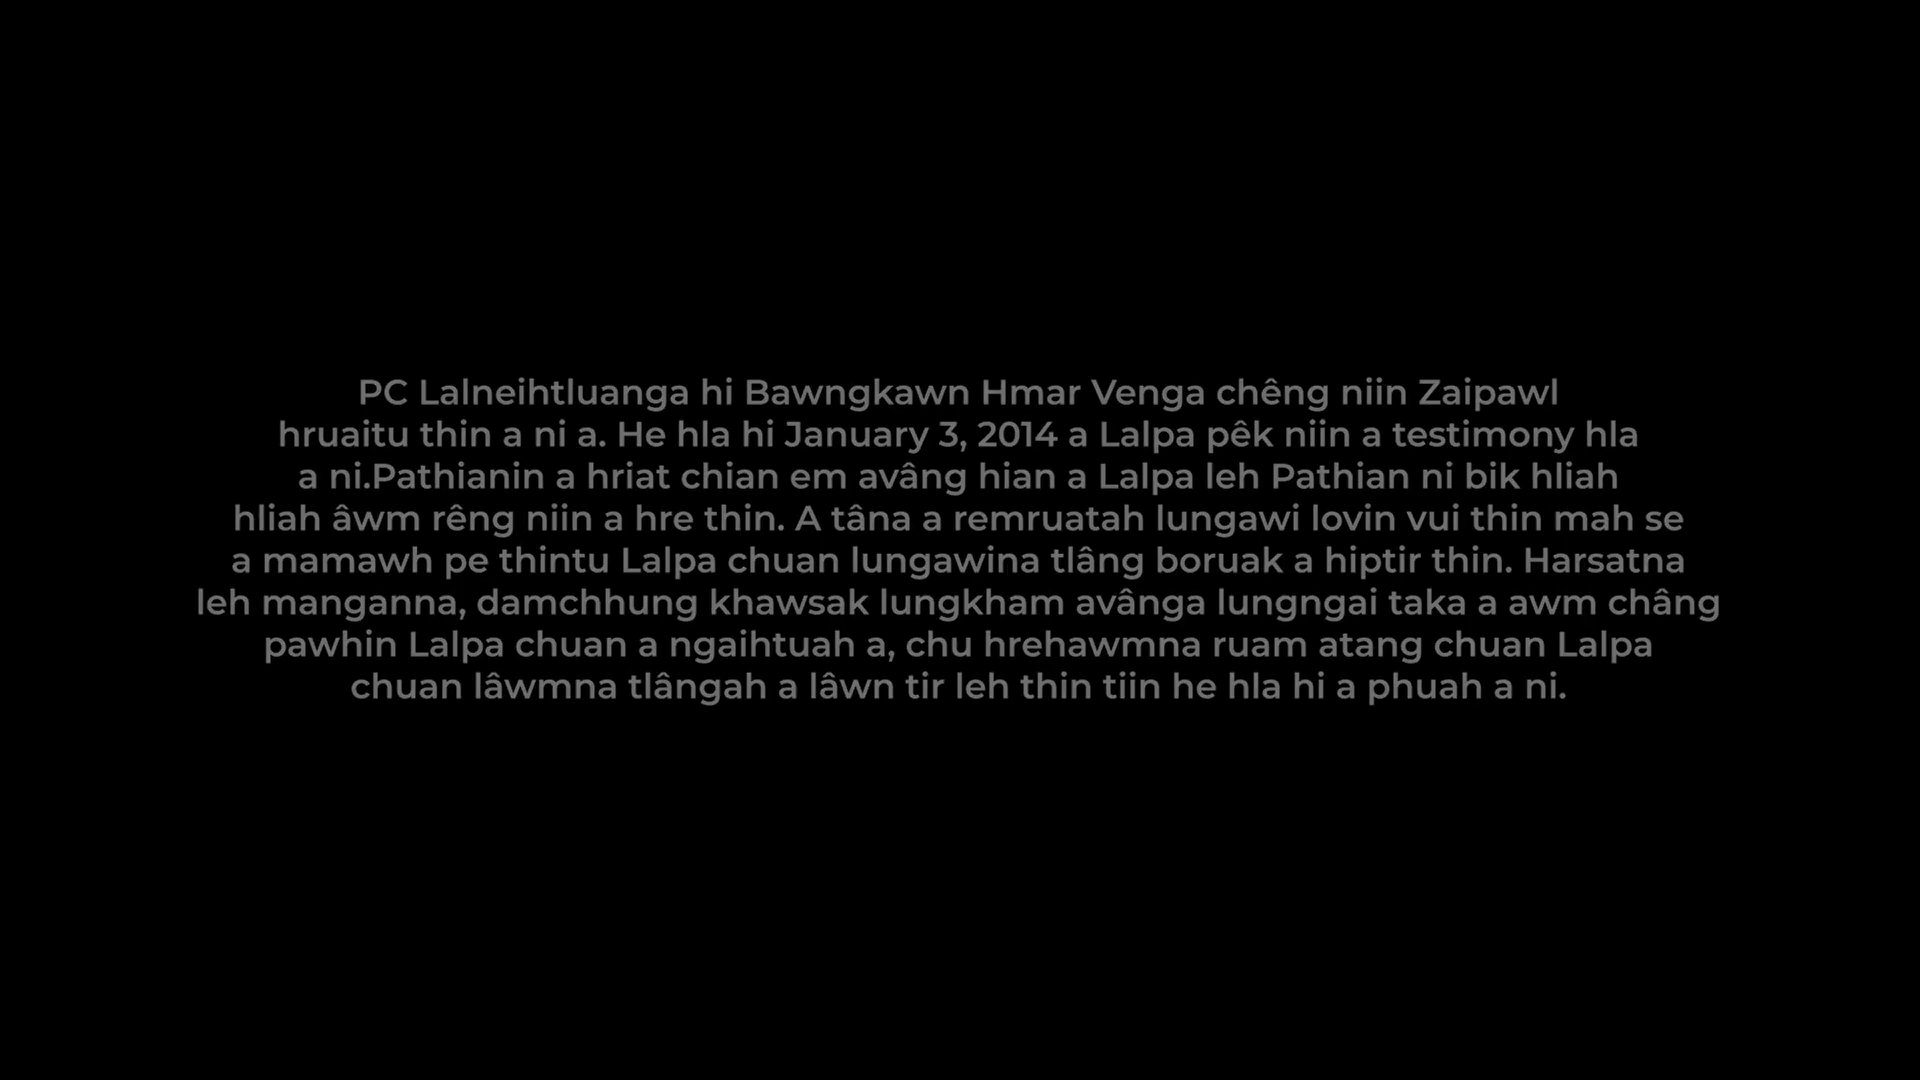 PC Lalneihtluanga hi Bawngkawn Hmar Venga chêng niin Zaipawl
hruaitu thin a ni a. He hla hi January 3, 2014 a Lalpa pêk niin a testimony hla
a ni.Pathianin a hriat chian em avâng hian a Lalpa leh Pathian ni bik hliah
hliah âwm rêng niin a hre thin. A tâna a remruatah lungawi lovin vui thin mah se
a mamawh pe thintu Lalpa chuan lungawina tlâng boruak a hiptir thin. Harsatna
leh manganna, damchhung khawsak lungkham avânga lungngai taka a awm châng
pawhin Lalpa chuan a ngaihtuah a, chu hrehawmna ruam atang chuan Lalpa
chuan lâwmna tlângah a lâwn tir leh thin tiin he hla hi a phuah a ni.